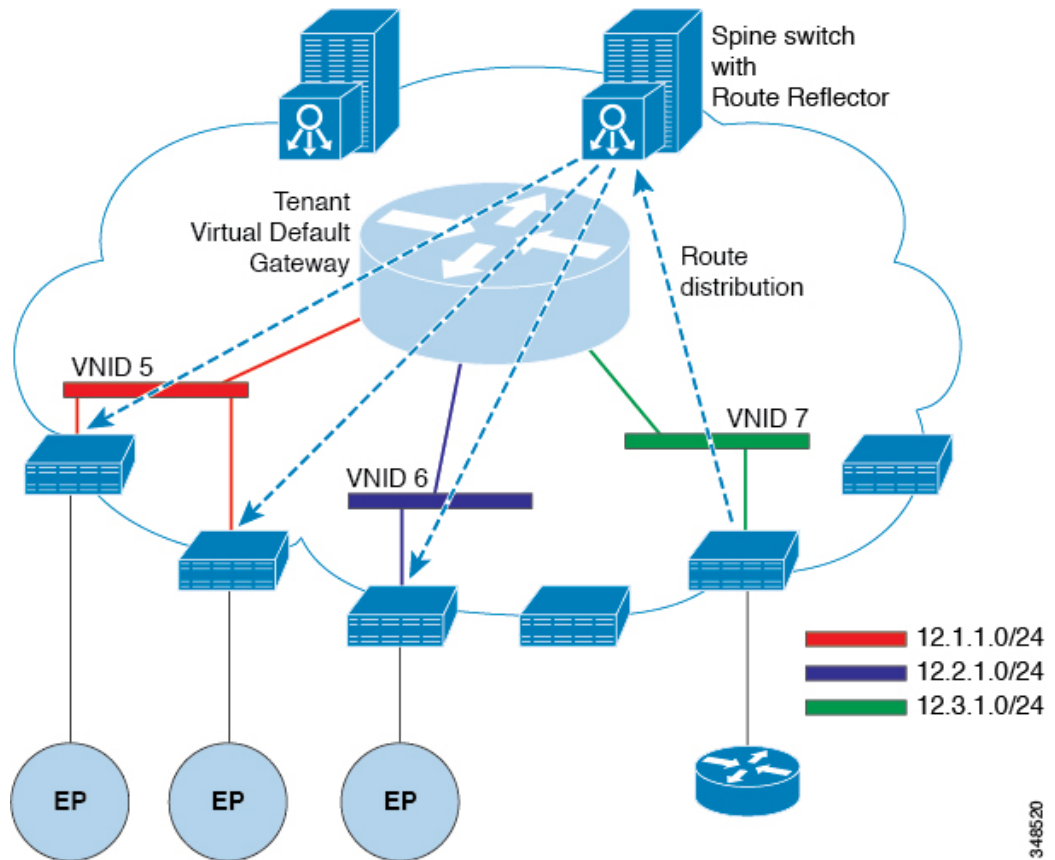 Spine switch
with
Route Reflector
Tenant
Virtual Default
Gateway
Route
distribution
VNID 5
VNID 7
VNID 6
12.1.1.0/24
12.2.1.0/24
12.3.1.0/24
EP
EP
EP
348520